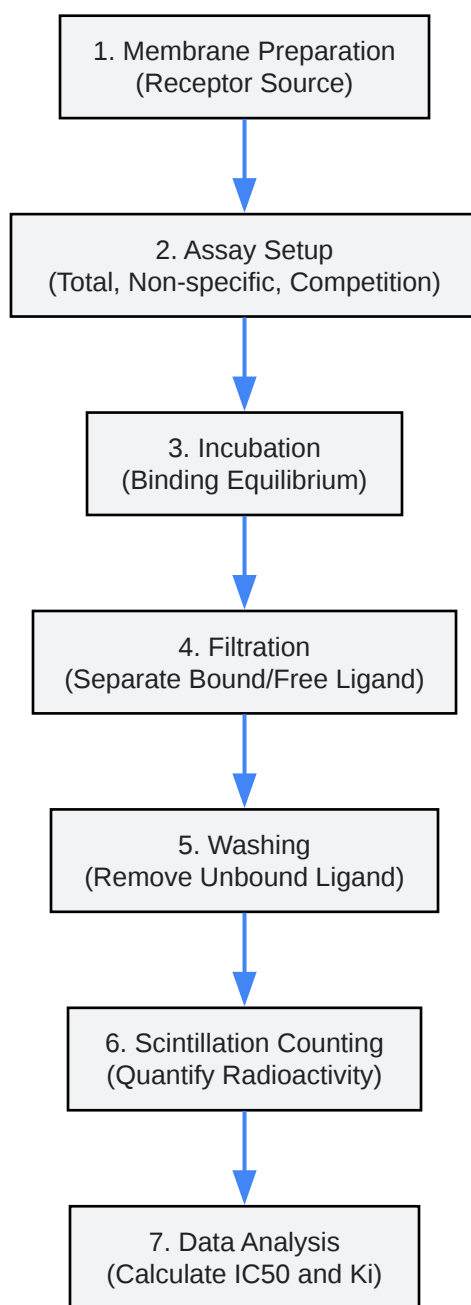 1. Membrane Preparation
(Receptor Source)
2. Assay Setup
(Total, Non-specific, Competition)
3. Incubation
(Binding Equilibrium)
4. Filtration
(Separate Bound/Free Ligand)
5. Washing
(Remove Unbound Ligand)
6. Scintillation Counting
(Quantify Radioactivity)
7. Data Analysis
(Calculate IC50 and Ki)